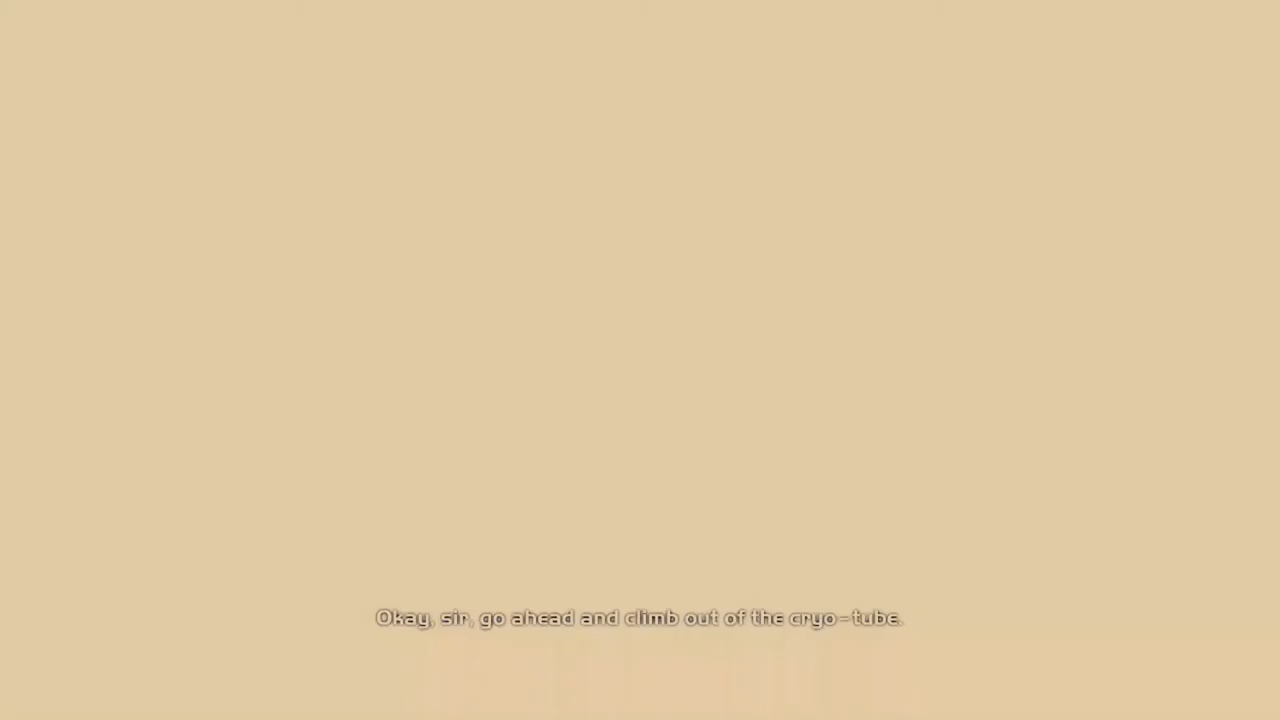 Okay, sir, go ahead and climb out of the cryo-tube.